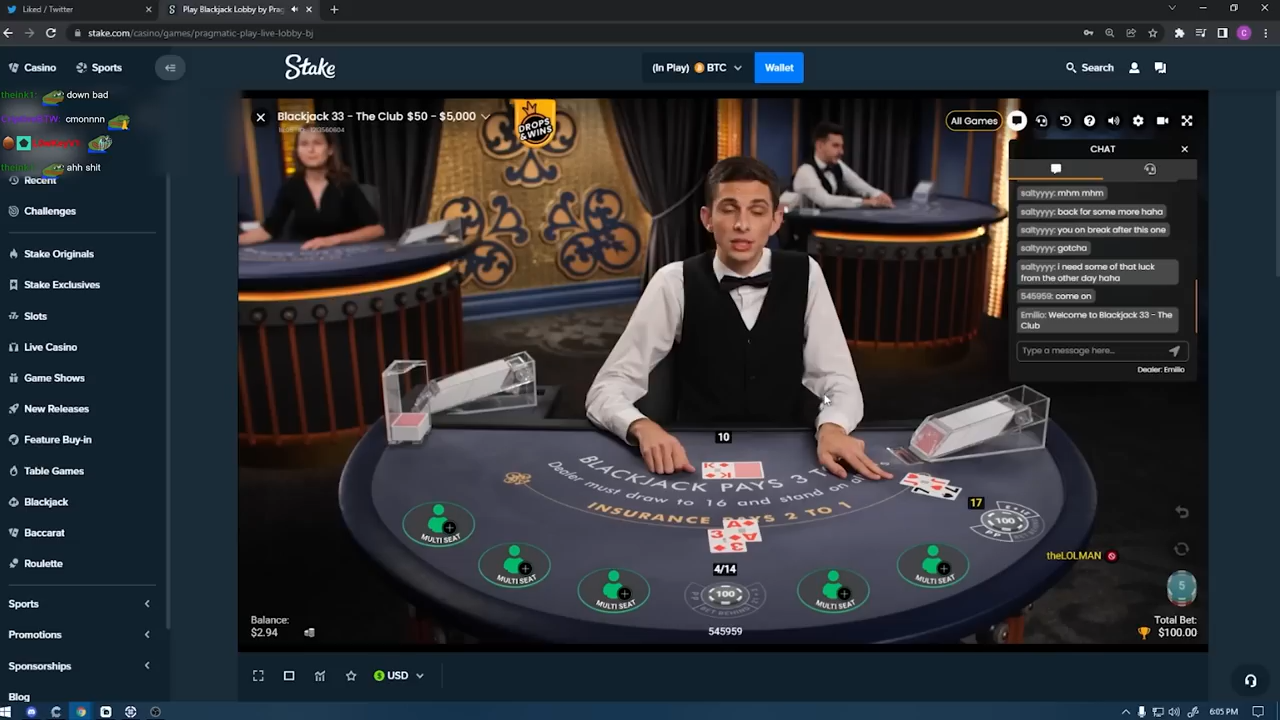 Liked / Twitter
Play Blackjack Lobby by Prag
stake.com/casino/games/pragmatic-play-live-lobby-bj
C
Casino
Sports
Stake
(In Play) BTC
Wallet
Search
theink1: down bad
cmonnn
theink1: ahh shit
Recent
Challenges
Stake Originals
Stake Exclusives
Slots
Live Casino
Game Shows
New Releases
Feature Buy-in
Table Games
Blackjack
Baccarat
Roulette
Sports
Promotions
Sponsorships
Blog
Blackjack 33 - The Club $50 - $5,000
DROPS
& WINS
All Games
CHAT
saltyyyy: mhm mhm
saltyyyy: back for some more haha
saltyyyy: you on break after this one
saltyyyy: gotcha
saltyyyy: i need some of that luck
from the other day haha
545959: come on
Emilio: Welcome to Blackjack 33 - The
Club
Type a message here...
Dealer: Emilio
10
K
BLACKJACK PAYS 3 T
Dealer must draw to 16 and stand on
INSURANCE PAYS 2 TO 1
17
100
theLOLMAN
A
3
4/14
MULTI SEAT
MULTI SEAT
MULTI SEAT
100
BET BEHIND
MULTI SEAT
MULTI SEAT
5
545959
Balance:
$2.94
Total Bet:
$100.00
USD
6:05 PM